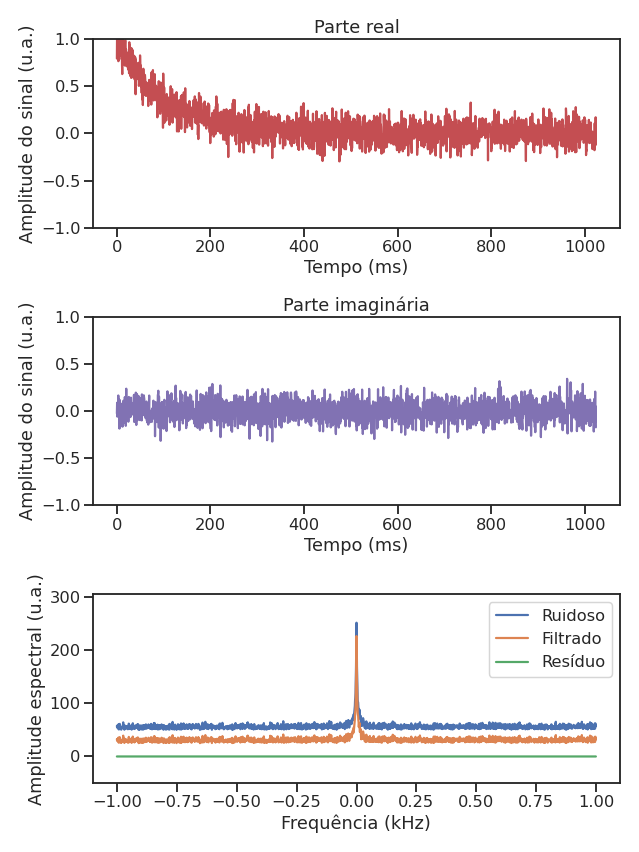 Parte real
Amplitude do sinal (u.a.)
1.0
0.5
0.0
−0.5
−1.0
0 200 400 600 800 1000
Tempo (ms)
Parte imaginária
Amplitude do sinal (u.a.)
1.0
0.5
0.0
−0.5
−1.0
0 200 400 600 800 1000
Tempo (ms)
Amplitude espectral (u.a.)
300
200
100
0
Ruidoso
Filtrado
Resíduo
−1.00 −0.75 −0.50 −0.25 0.00 0.25 0.50 0.75 1.00
Frequência (kHz)